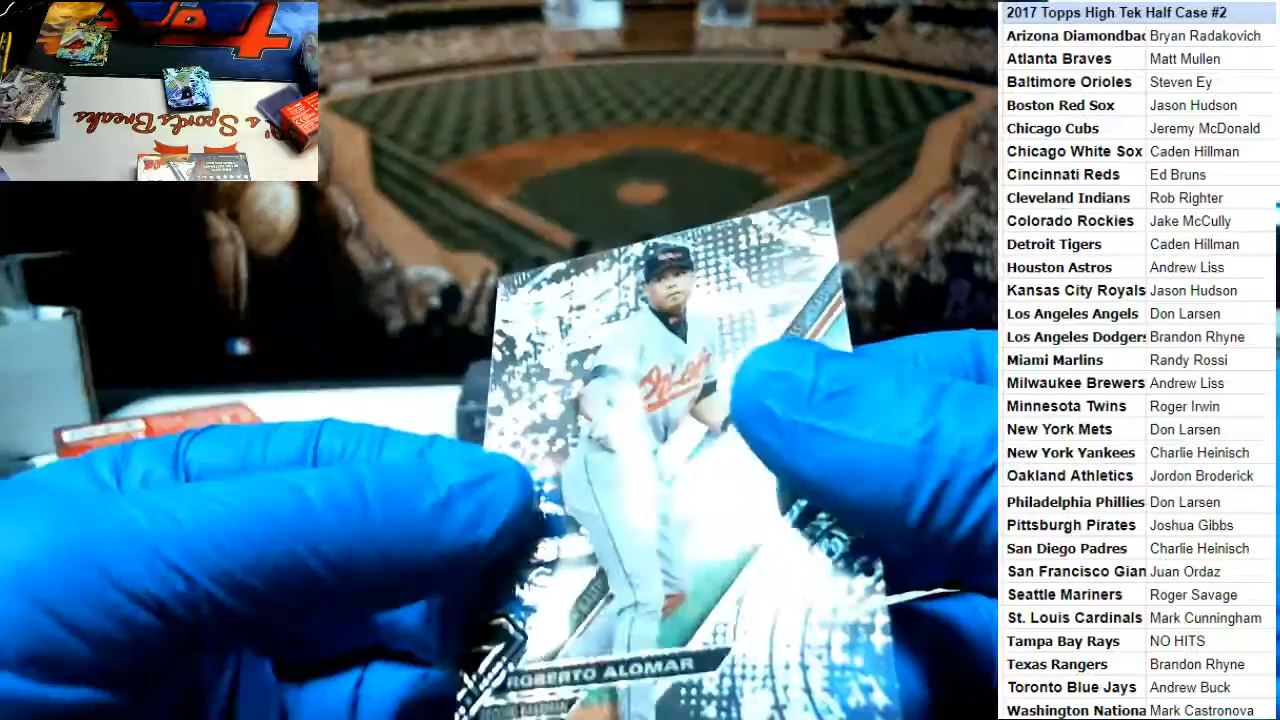 2017 Topps High Tek Half Case #2
Arizona Diamondbac Bryan Radakovich
Atlanta Braves Matt Mullen
Baltimore Orioles Steven Ey
Boston Red Sox Jason Hudson
Chicago Cubs Jeremy McDonald
Chicago White Sox Caden Hillman
Cincinnati Reds Ed Bruns
Cleveland Indians Rob Righter
Colorado Rockies Jake McCully
Detroit Tigers Caden Hillman
Houston Astros Andrew Liss
Kansas City Royals Jason Hudson
Los Angeles Angels Don Larsen
Los Angeles Dodgers Brandon Rhyne
Miami Marlins Randy Rossi
Milwaukee Brewers Andrew Liss
Minnesota Twins Roger Irwin
New York Mets Don Larsen
New York Yankees Charlie Heinisch
Oakland Athletics Jordon Broderick
Philadelphia Phillies Don Larsen
Pittsburgh Pirates Joshua Gibbs
San Diego Padres Charlie Heinisch
San Francisco Gian Juan Ordaz
Seattle Mariners Roger Savage
St. Louis Cardinals Mark Cunningham
Tampa Bay Rays NO HITS
Texas Rangers Brandon Rhyne
Toronto Blue Jays Andrew Buck
Washington Nationa Mark Castronova
's Sports Breaks
ROBERTO ALOMAR